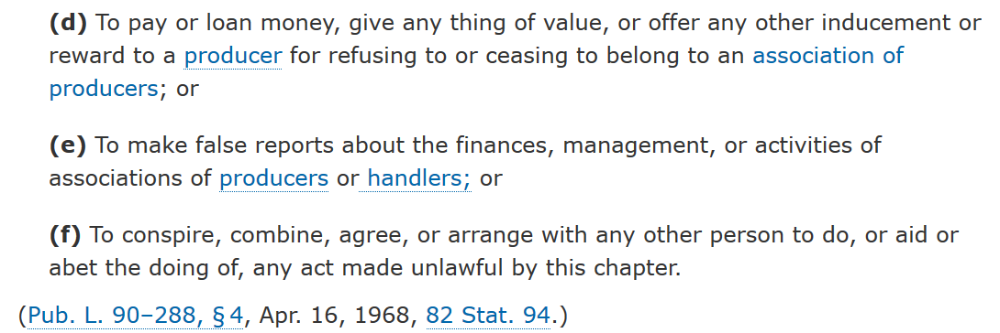 (d) To pay or loan money, give any thing of value, or offer any other inducement or
reward to a producer for refusing to or ceasing to belong to an association of
producers; or
(e) To make false reports about the finances, management, or activities of
associations of producers or handlers; or
(f) To conspire, combine, agree, or arrange with any other person to do, or aid or
abet the doing of, any act made unlawful by this chapter.
(Pub. L. 90–288, § 4, Apr. 16, 1968, 82 Stat. 94.)